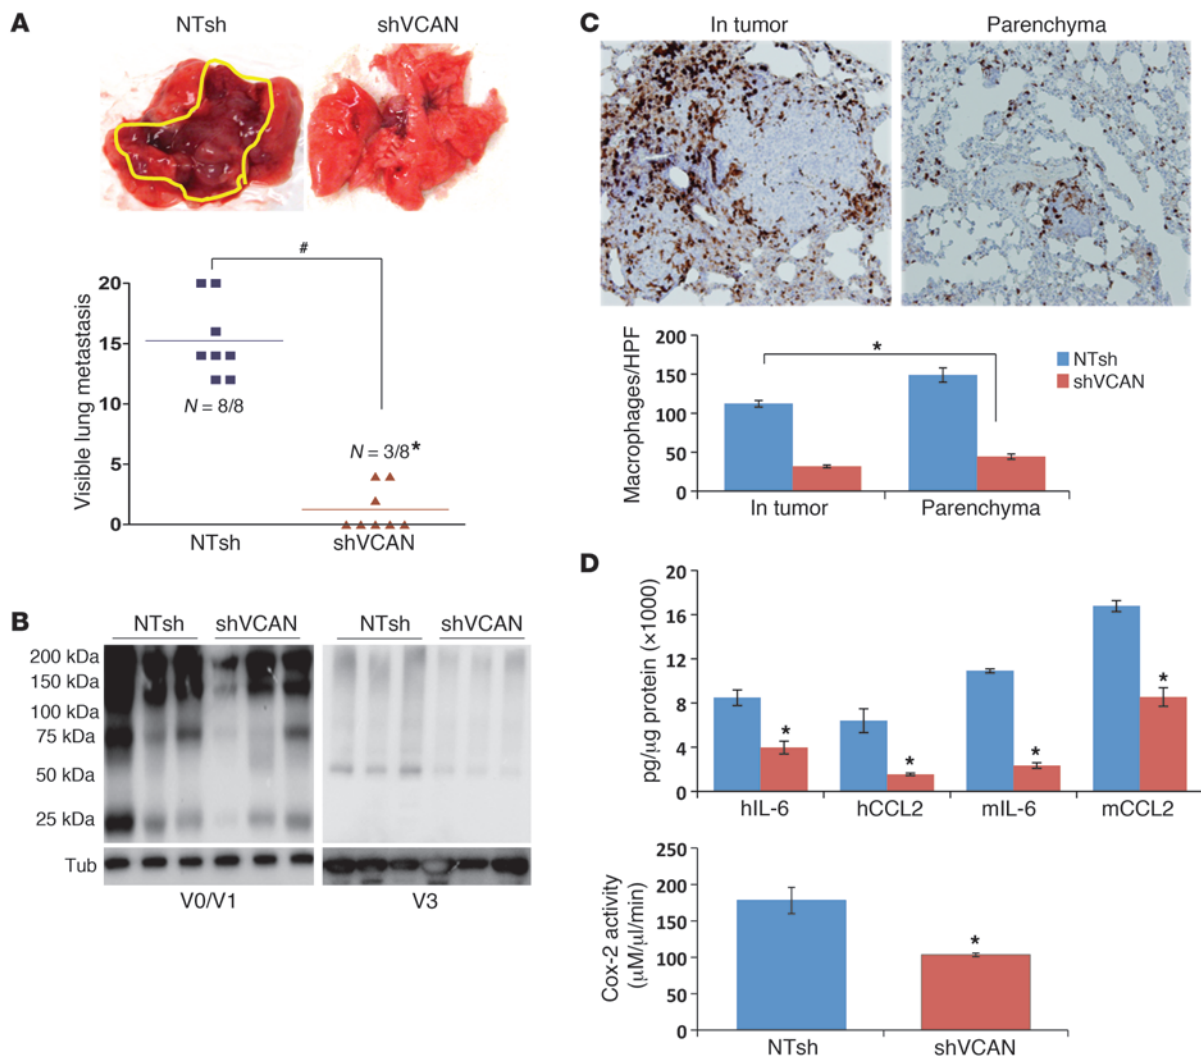 A
NTsh
shVCAN
#
Visible lung metastasis
20
15
10
5
0
N = 8/8
N = 3/8*
NTsh
shVCAN
B
NTsh
shVCAN
NTsh
shVCAN
200 kDa
150 kDa
100 kDa
75 kDa
50 kDa
25 kDa
Tub
V0/V1
V3
C
In tumor
Parenchyma
Macrophages/HPF
200
150
100
50
0
*
NTsh
shVCAN
In tumor
Parenchyma
D
pg/μg protein (×1000)
20
16
12
8
4
0
*
*
*
*
hIL-6
hCCL2
mIL-6
mCCL2
Cox-2 activity
(μM/μl/min)
250
200
150
100
50
0
*
NTsh
shVCAN